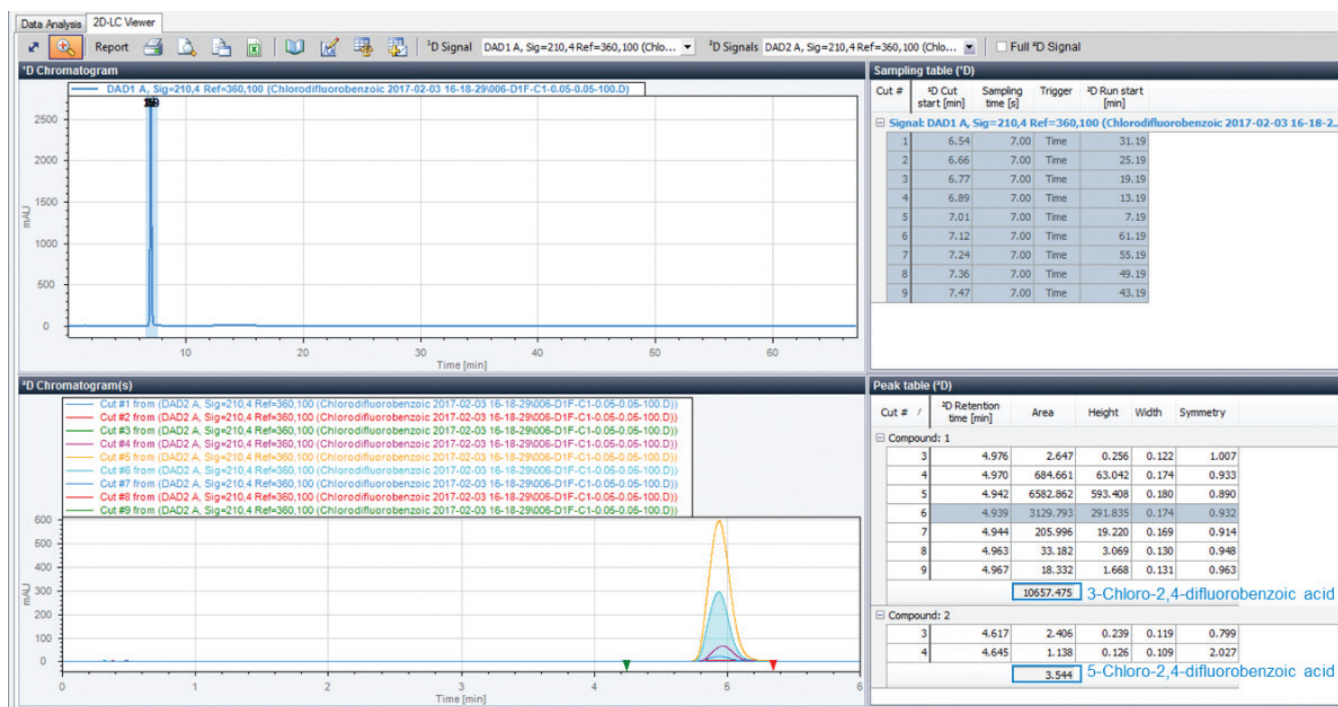 Data Analysis 2D-LC Viewer
Report ¹D Signal DAD1 A, Sig=210,4 Ref=360,100 (Chlo... ²D Signals DAD2 A, Sig=210,4 Ref=360,100 (Chlo... Full ²D Signal
¹D Chromatogram
DAD1 A, Sig=210,4 Ref=360,100 (Chlorodifluorobenzoic 2017-02-03 16-18-29\006-D1F-C1-0.05-0.05-100.D)
2500
2000
1500
1000
500
0
mAU
10 20 30 40 50 60
Time [min]
Sampling table (¹D)
Cut # ¹D Cut start [min] Sampling time [s] Trigger ²D Run start [min]
Signal: DAD1 A, Sig=210,4 Ref=360,100 (Chlorodifluorobenzoic 2017-02-03 16-18-2...
1 6.54 7.00 Time 31.19
2 6.66 7.00 Time 25.19
3 6.77 7.00 Time 19.19
4 6.89 7.00 Time 13.19
5 7.01 7.00 Time 7.19
6 7.12 7.00 Time 61.19
7 7.24 7.00 Time 55.19
8 7.36 7.00 Time 49.19
9 7.47 7.00 Time 43.19
²D Chromatogram(s)
Cut #1 from (DAD2 A, Sig=210,4 Ref=360,100 (Chlorodifluorobenzoic 2017-02-03 16-18-29\006-D1F-C1-0.05-0.05-100.D))
Cut #2 from (DAD2 A, Sig=210,4 Ref=360,100 (Chlorodifluorobenzoic 2017-02-03 16-18-29\006-D1F-C1-0.05-0.05-100.D))
Cut #3 from (DAD2 A, Sig=210,4 Ref=360,100 (Chlorodifluorobenzoic 2017-02-03 16-18-29\006-D1F-C1-0.05-0.05-100.D))
Cut #4 from (DAD2 A, Sig=210,4 Ref=360,100 (Chlorodifluorobenzoic 2017-02-03 16-18-29\006-D1F-C1-0.05-0.05-100.D))
Cut #5 from (DAD2 A, Sig=210,4 Ref=360,100 (Chlorodifluorobenzoic 2017-02-03 16-18-29\006-D1F-C1-0.05-0.05-100.D))
Cut #6 from (DAD2 A, Sig=210,4 Ref=360,100 (Chlorodifluorobenzoic 2017-02-03 16-18-29\006-D1F-C1-0.05-0.05-100.D))
Cut #7 from (DAD2 A, Sig=210,4 Ref=360,100 (Chlorodifluorobenzoic 2017-02-03 16-18-29\006-D1F-C1-0.05-0.05-100.D))
Cut #8 from (DAD2 A, Sig=210,4 Ref=360,100 (Chlorodifluorobenzoic 2017-02-03 16-18-29\006-D1F-C1-0.05-0.05-100.D))
Cut #9 from (DAD2 A, Sig=210,4 Ref=360,100 (Chlorodifluorobenzoic 2017-02-03 16-18-29\006-D1F-C1-0.05-0.05-100.D))
600
500
400
300
200
100
0
mAU
0 1 2 3 4 5 6
Time [min]
Peak table (²D)
Cut # / ²D Retention time [min] Area Height Width Symmetry
Compound: 1
3 4.976 2.647 0.256 0.122 1.007
4 4.970 684.661 63.042 0.174 0.933
5 4.942 6582.862 593.408 0.180 0.890
6 4.939 3129.793 291.835 0.174 0.932
7 4.944 205.996 19.220 0.169 0.914
8 4.963 33.182 3.069 0.130 0.948
9 4.967 18.332 1.668 0.131 0.963
10657.475 3-Chloro-2,4-difluorobenzoic acid
Compound: 2
3 4.617 2.406 0.239 0.119 0.799
4 4.645 1.138 0.126 0.109 2.027
3.544 5-Chloro-2,4-difluorobenzoic acid